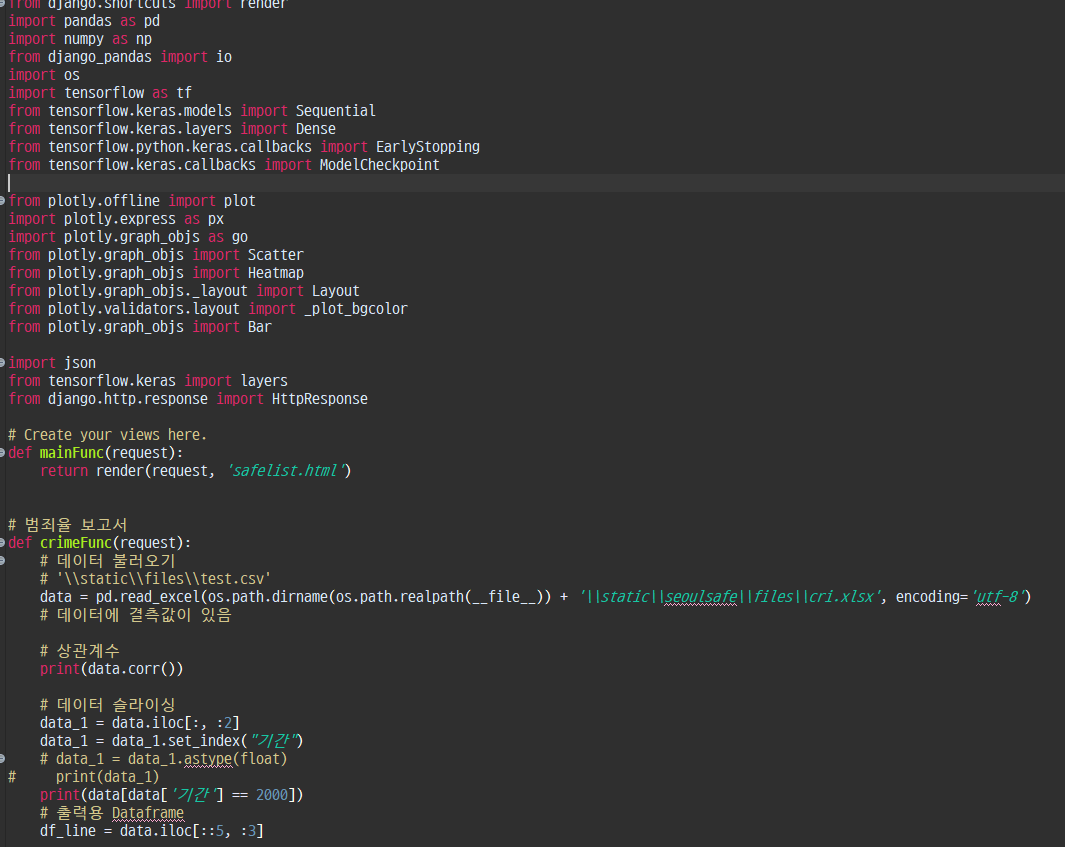 from django.shortcuts import render
import pandas as pd
import numpy as np
from django_pandas import io
import os
import tensorflow as tf
from tensorflow.keras.models import Sequential
from tensorflow.keras.layers import Dense
from tensorflow.python.keras.callbacks import EarlyStopping
from tensorflow.keras.callbacks import ModelCheckpoint
from plotly.offline import plot
import plotly.express as px
import plotly.graph_objs as go
from plotly.graph_objs import Scatter
from plotly.graph_objs import Heatmap
from plotly.graph_objs._layout import Layout
from plotly.validators.layout import _plot_bgcolor
from plotly.graph_objs import Bar
import json
from tensorflow.keras import layers
from django.http.response import HttpResponse
# Create your views here.
def mainFunc(request):
    return render(request, 'safelist.html')
# 범죄율 보고서
def crimeFunc(request):
    # 데이터 불러오기
    # '\\static\\files\\test.csv'
    data = pd.read_excel(os.path.dirname(os.path.realpath(__file__)) + '\\static\\seoulsafe\\files\\cri.xlsx', encoding='utf-8')
    # 데이터에 결측값이 있음
    # 상관계수
    print(data.corr())
    # 데이터 슬라이싱
    data_1 = data.iloc[:, :2]
    data_1 = data_1.set_index("기간")
    # data_1 = data_1.astype(float)
#     print(data_1)
    print(data[data['기간'] == 2000])
    # 출력용 Dataframe
    df_line = data.iloc[::5, :3]